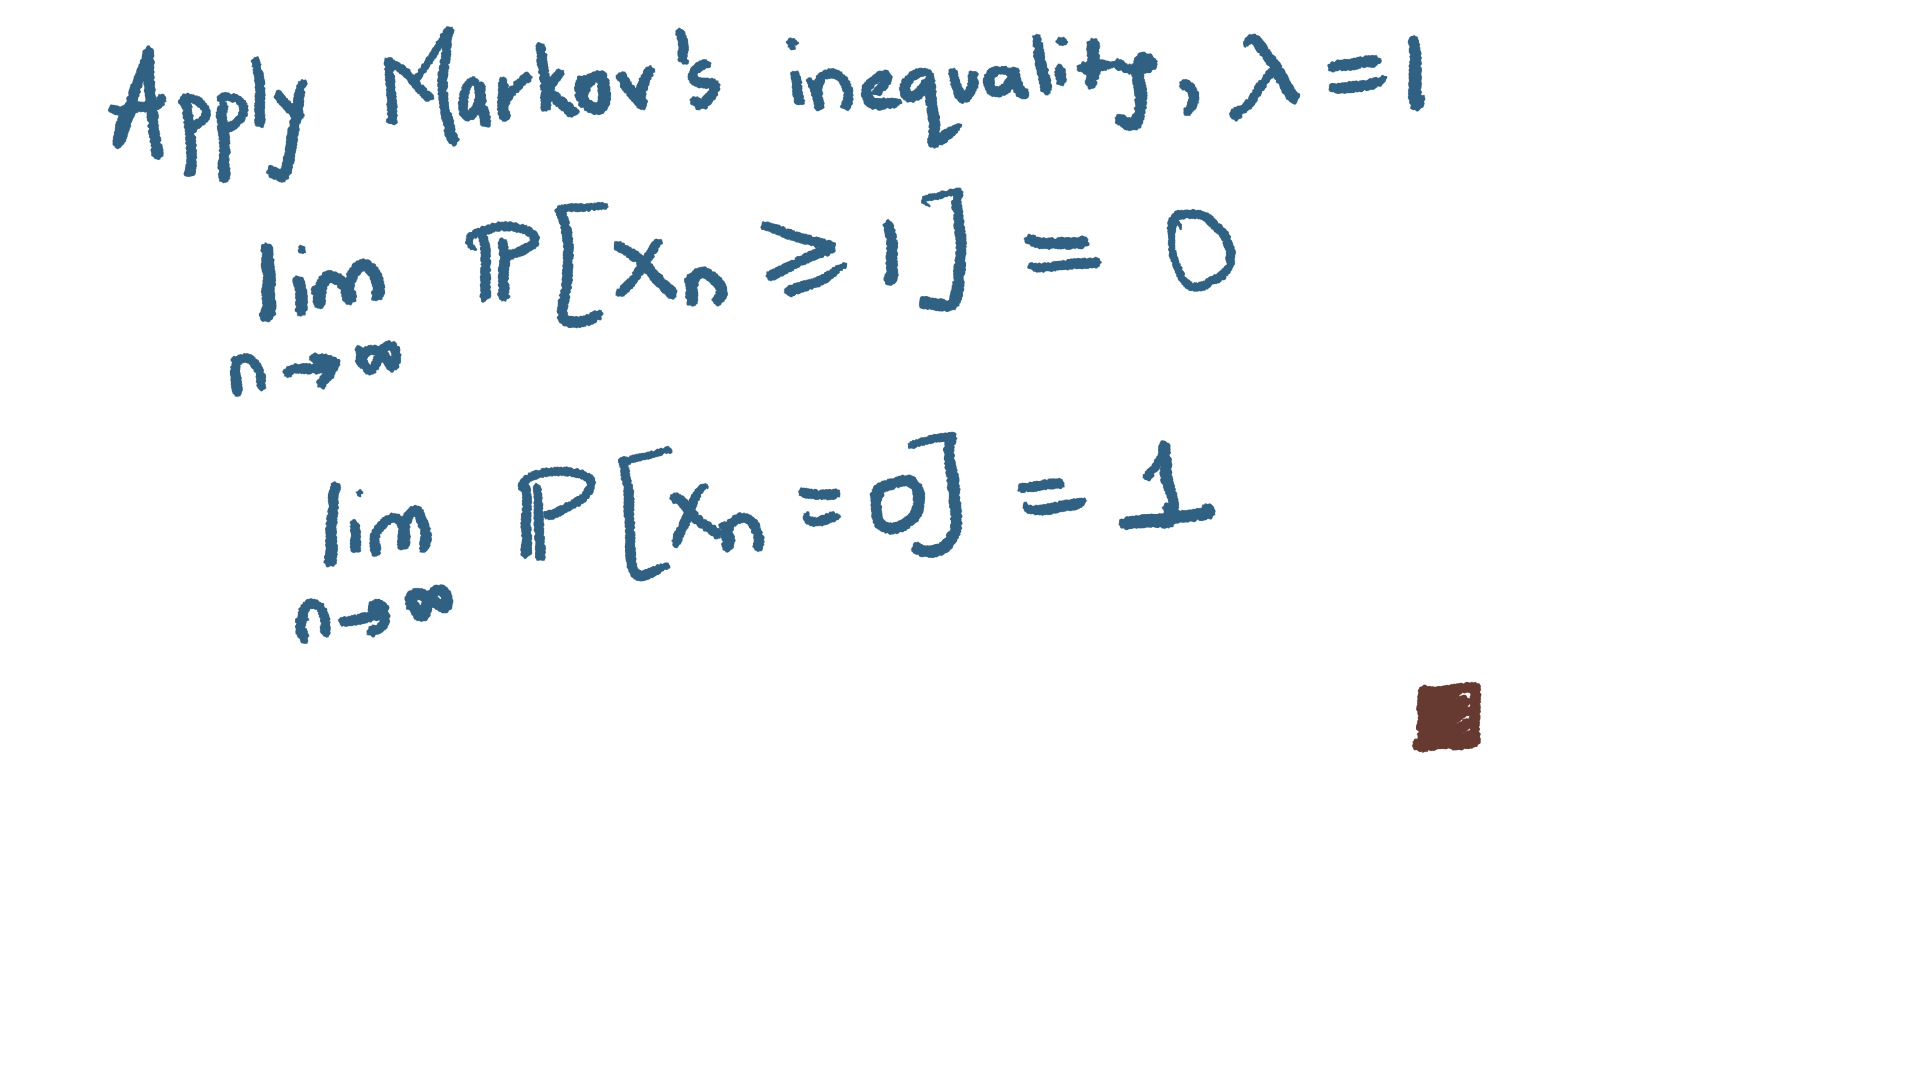 Apply Markov's inequality, λ = 1
lim ℙ[xₙ ⩾ 1] = 0
n→∞
lim ℙ[xₙ = 0] = 1
n→∞